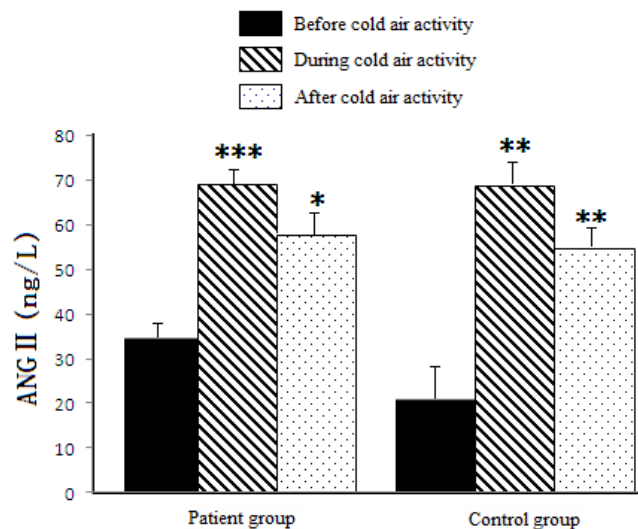 Before cold air activity
During cold air activity
After cold air activity
80
70
60
50
40
30
20
10
0
ANG II (ng/L)
***
*
**
**
Patient group
Control group